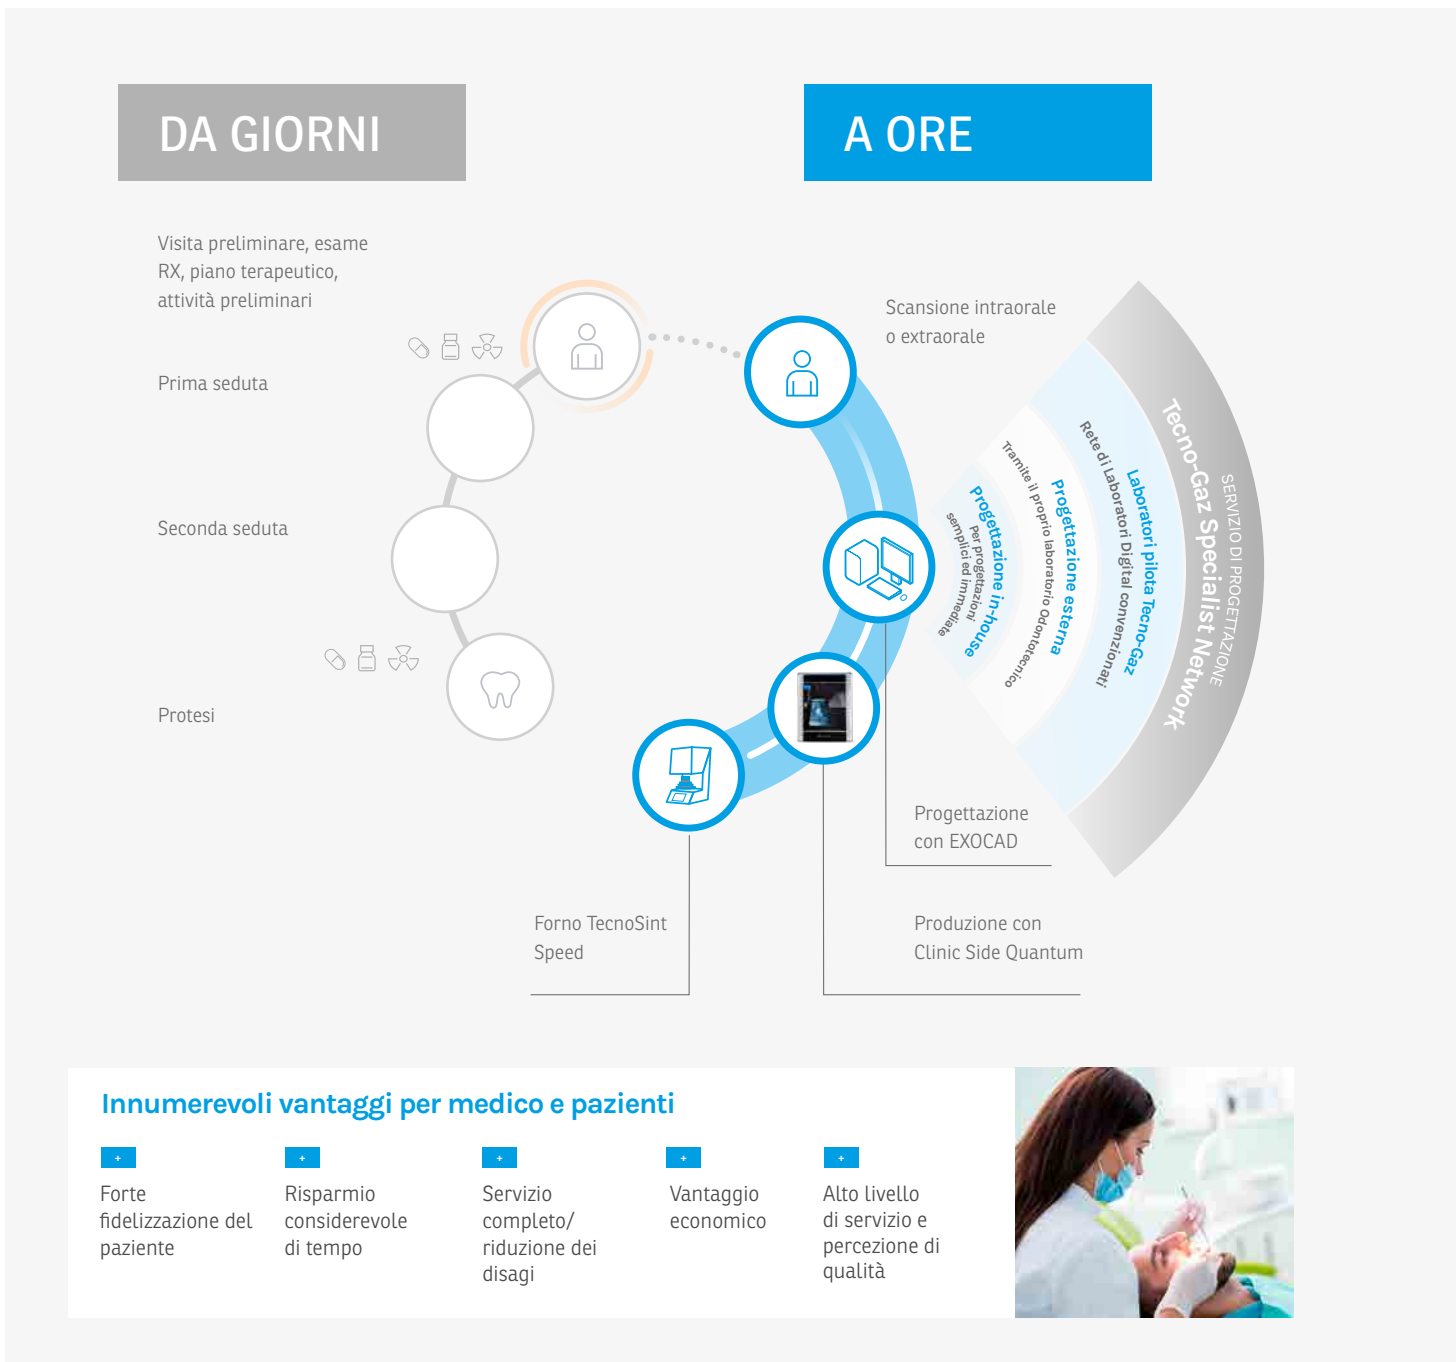 DA GIORNI
A ORE
Visita preliminare, esame
RX, piano terapeutico,
attività preliminari
Prima seduta
Seconda seduta
Protesi
Scansione intraorale
o extraorale
Progettazione in-house
Per progettazioni
semplici ed immediate
Progettazione esterna
Tramite il proprio laboratorio Odontotecnico
Laboratori pilota Tecno-Gaz
Rete di Laboratori Digital convenzionati
SERVIZIO DI PROGETTAZIONE
Tecno-Gaz Specialist Network
Progettazione
con EXOCAD
Forno TecnoSint
Speed
Produzione con
Clinic Side Quantum
Innumerevoli vantaggi per medico e pazienti
+
+
+
+
+
Forte
fidelizzazione del
paziente
Risparmio
considerevole
di tempo
Servizio
completo/
riduzione dei
disagi
Vantaggio
economico
Alto livello
di servizio e
percezione di
qualità